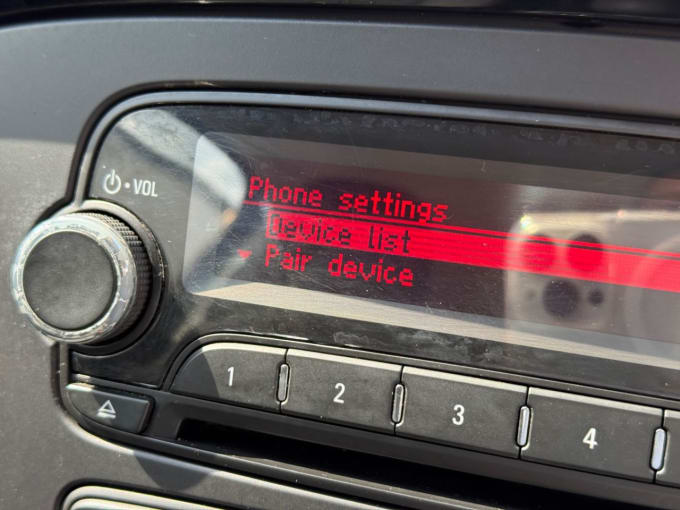 ⏻•VOL
Phone settings
Device list
Pair device
1 2 3 4